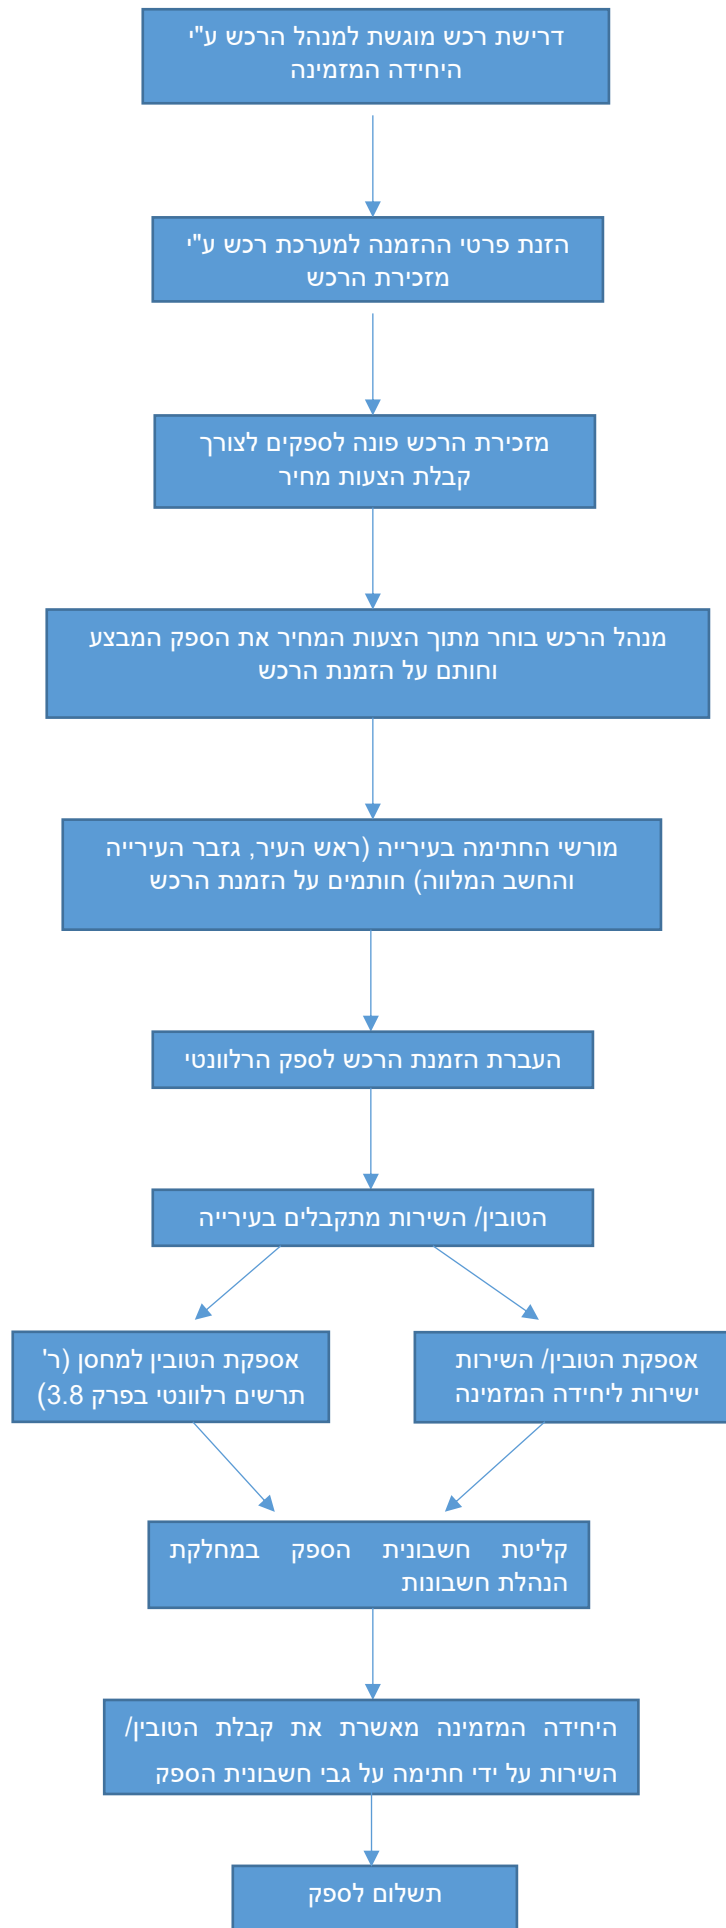 דרישת רכש מוגשת למנהל הרכש ע"י
היחידה המזמינה
הזנת פרטי ההזמנה למערכת רכש ע"י
מזכירת הרכש
מזכירת הרכש פונה לספקים לצורך
קבלת הצעות מחיר
מנהל הרכש בוחר מתוך הצעות המחיר את הספק המבצע
וחותם על הזמנת הרכש
מורשי החתימה בעירייה (ראש העיר, גזבר העירייה
והחשב המלווה) חותמים על הזמנת הרכש
העברת הזמנת הרכש לספק הרלוונטי
הטובין/ השירות מתקבלים בעירייה
אספקת הטובין/ השירות
ישירות ליחידה המזמינה
אספקת הטובין למחסן (ר'
תרשים רלוונטי בפרק 3.8)
קליטת חשבונית הספק במחלקת
הנהלת חשבונות
היחידה המזמינה מאשרת את קבלת הטובין/
השירות על ידי חתימה על גבי חשבונית הספק
תשלום לספק